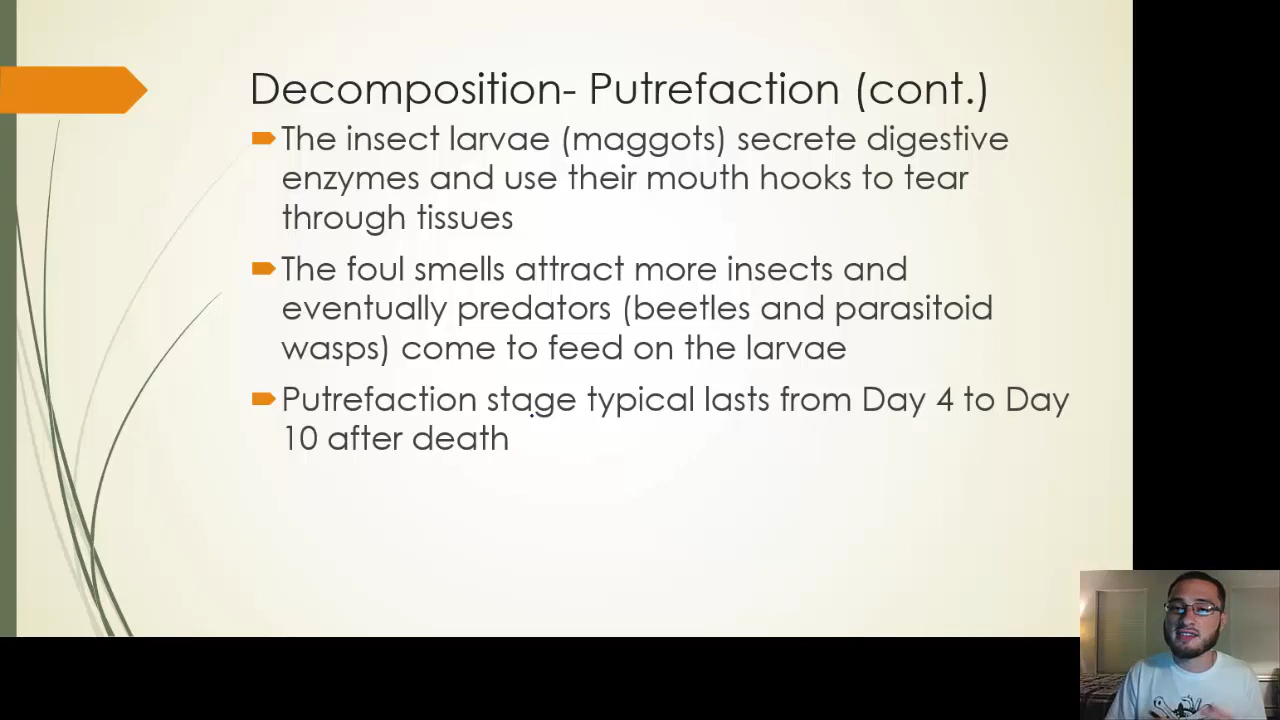 Decomposition- Putrefaction (cont.)
The insect larvae (maggots) secrete digestive
enzymes and use their mouth hooks to tear
through tissues
The foul smells attract more insects and
eventually predators (beetles and parasitoid
wasps) come to feed on the larvae
Putrefaction stage typical lasts from Day 4 to Day
10 after death